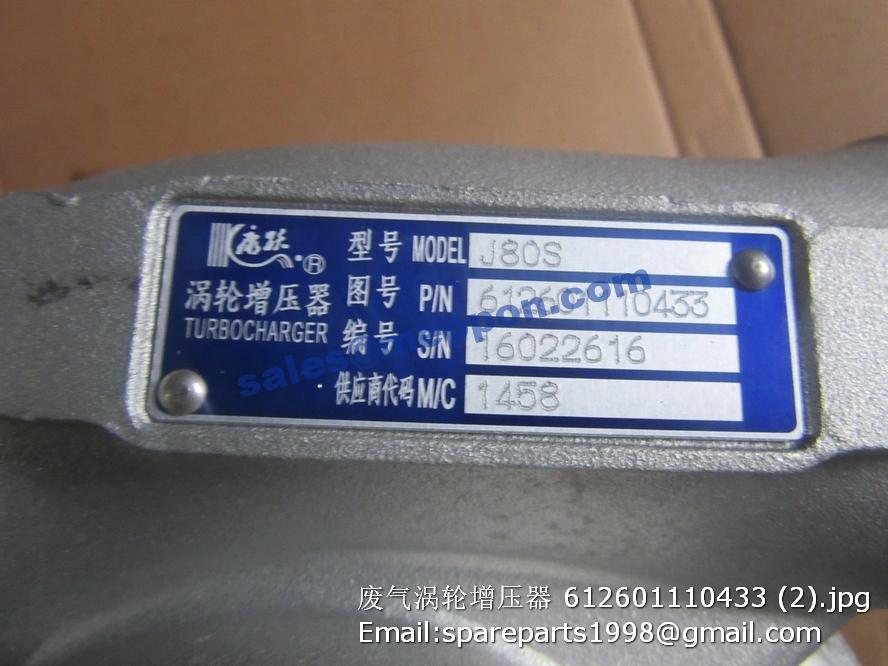 康跃®
型号 MODEL J80S
涡轮增压器 图号 P/N 612601110433
TURBOCHARGER 编号 S/N 16022616
供应商代码 M/C 1458
废气涡轮增压器 612601110433 (2).jpg
Email:spareparts1998@gmail.com